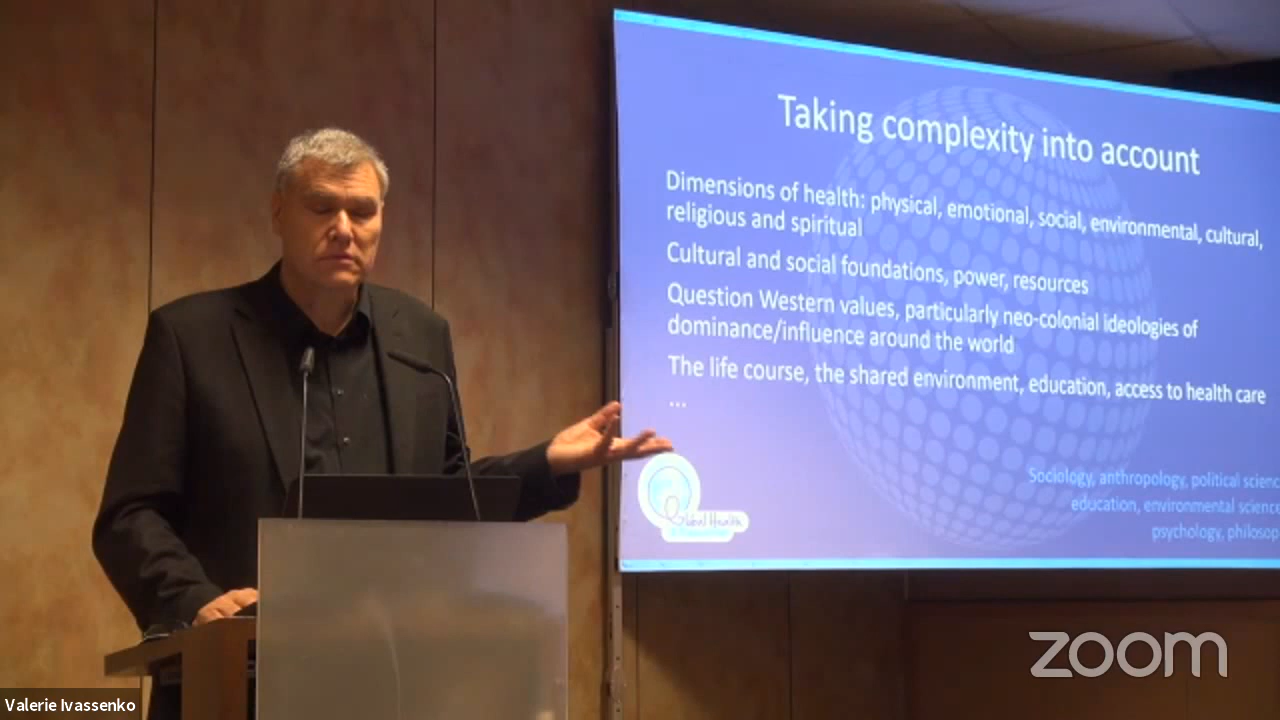 Taking complexity into account
Dimensions of health: physical, emotional, social, environmental, cultural,
religious and spiritual
Cultural and social foundations, power, resources
Question Western values, particularly neo-colonial ideologies of
dominance/influence around the world
The life course, the shared environment, education, access to health care
...
Sociology, anthropology, political scienc
education, environmental science
psychology, philosop
Global Health
zoom
Valerie Ivassenko